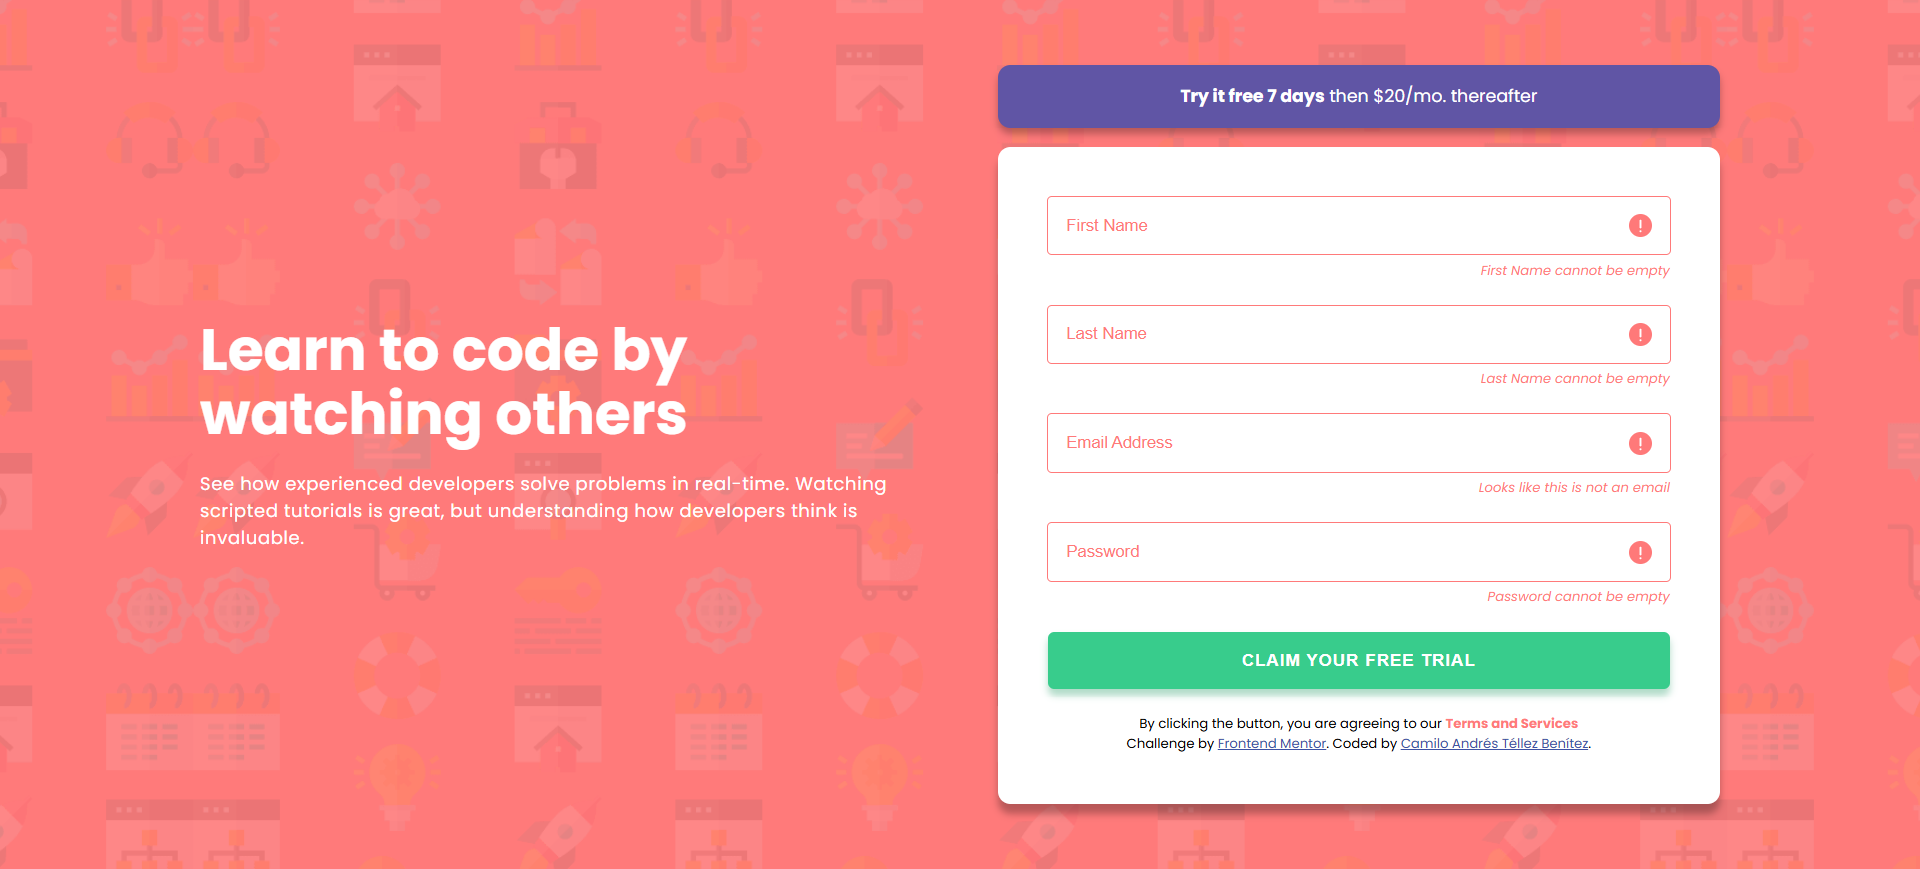 Learn to code by
watching others
See how experienced developers solve problems in real-time. Watching
scripted tutorials is great, but understanding how developers think is
invaluable.
Try it free 7 days then $20/mo. thereafter
First Name
First Name cannot be empty
Last Name
Last Name cannot be empty
Email Address
Looks like this is not an email
Password
Password cannot be empty
CLAIM YOUR FREE TRIAL
By clicking the button, you are agreeing to our Terms and Services
Challenge by Frontend Mentor. Coded by Camilo Andrés Téllez Benítez.